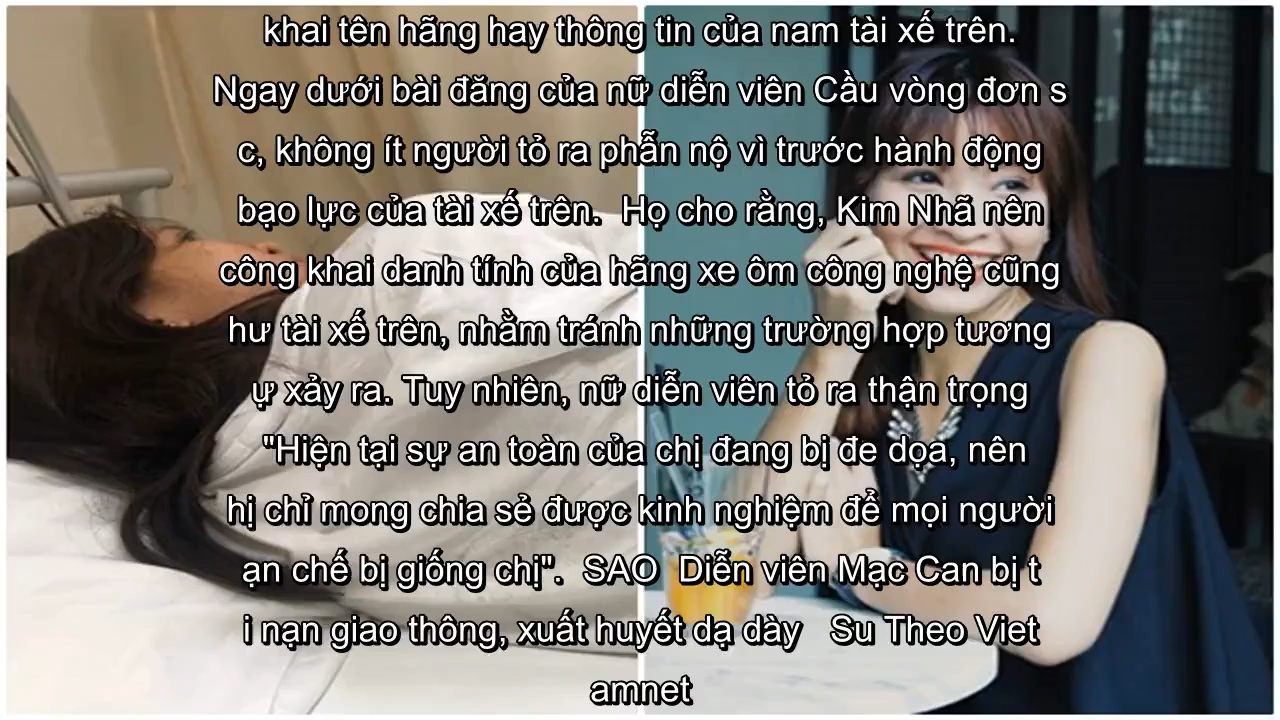 khai tên hãng hay thông tin của nam tài xế trên.
Ngay dưới bài đăng của nữ diễn viên Cầu vòng đơn s
c, không ít người tỏ ra phẫn nộ vì trước hành động
bạo lực của tài xế trên.  Họ cho rằng, Kim Nhã nên
công khai danh tính của hãng xe ôm công nghệ cũng
hư tài xế trên, nhằm tránh những trường hợp tương
ự xảy ra. Tuy nhiên, nữ diễn viên tỏ ra thận trọng
"Hiện tại sự an toàn của chị đang bị đe dọa, nên
hị chỉ mong chia sẻ được kinh nghiệm để mọi người
ạn chế bị giống chị".  SAO  Diễn viên Mạc Can bị t
i nạn giao thông, xuất huyết dạ dày   Su Theo Viet
amnet